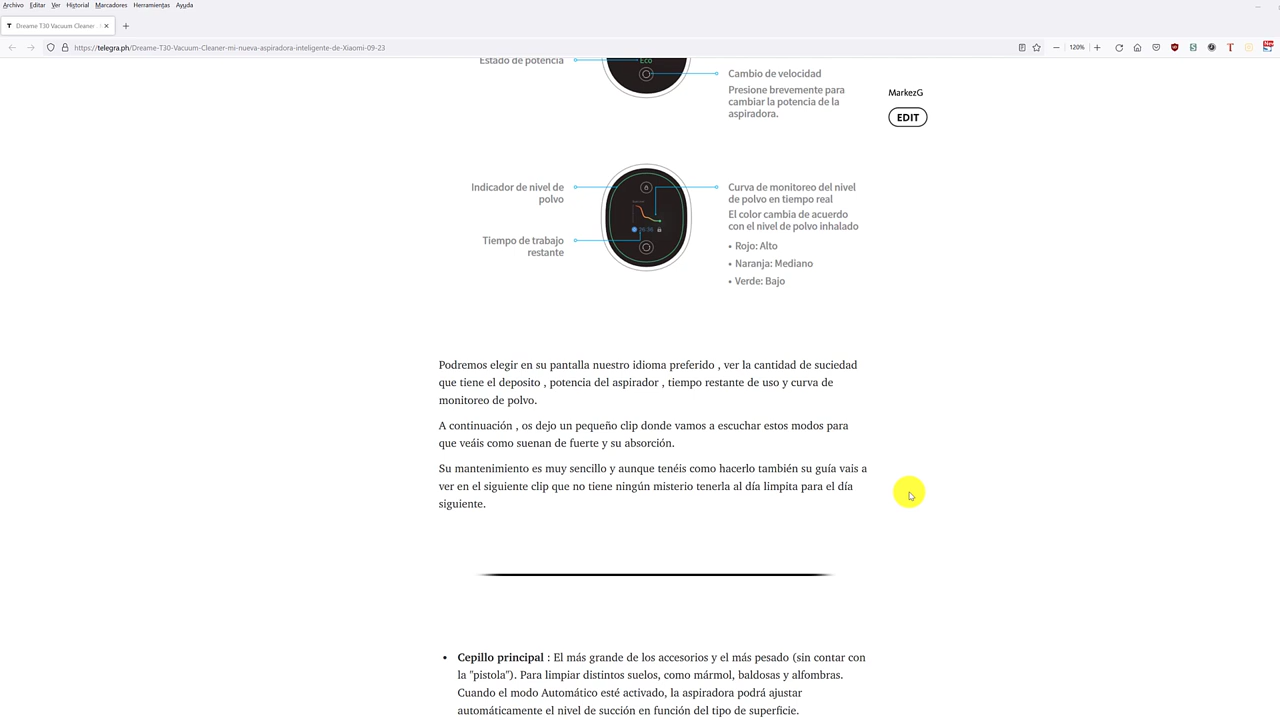 Archivo Editar Ver Historial Marcadores Herramientas Ayuda
Dreame T30 Vacuum Cleaner
https://telegra.ph/Dreame-T30-Vacuum-Cleaner-mi-nueva-aspiradora-inteligente-de-Xiaomi-09-23
120%
Estado de potencia
Eco
Cambio de velocidad
Presione brevemente para
cambiar la potencia de la
aspiradora.
MarkezG
EDIT
Indicador de nivel de
polvo
Tiempo de trabajo
restante
Curva de monitoreo del nivel
de polvo en tiempo real
El color cambia de acuerdo
con el nivel de polvo inhalado
• Rojo: Alto
• Naranja: Mediano
• Verde: Bajo
Podremos elegir en su pantalla nuestro idioma preferido , ver la cantidad de suciedad
que tiene el deposito , potencia del aspirador , tiempo restante de uso y curva de
monitoreo de polvo.
A continuación , os dejo un pequeño clip donde vamos a escuchar estos modos para
que veáis como suenan de fuerte y su absorción.
Su mantenimiento es muy sencillo y aunque tenéis como hacerlo también su guía vais a
ver en el siguiente clip que no tiene ningún misterio tenerla al día limpita para el día
siguiente.
• Cepillo principal : El más grande de los accesorios y el más pesado (sin contar con
la "pistola"). Para limpiar distintos suelos, como mármol, baldosas y alfombras.
Cuando el modo Automático esté activado, la aspiradora podrá ajustar
automáticamente el nivel de succión en función del tipo de superficie.